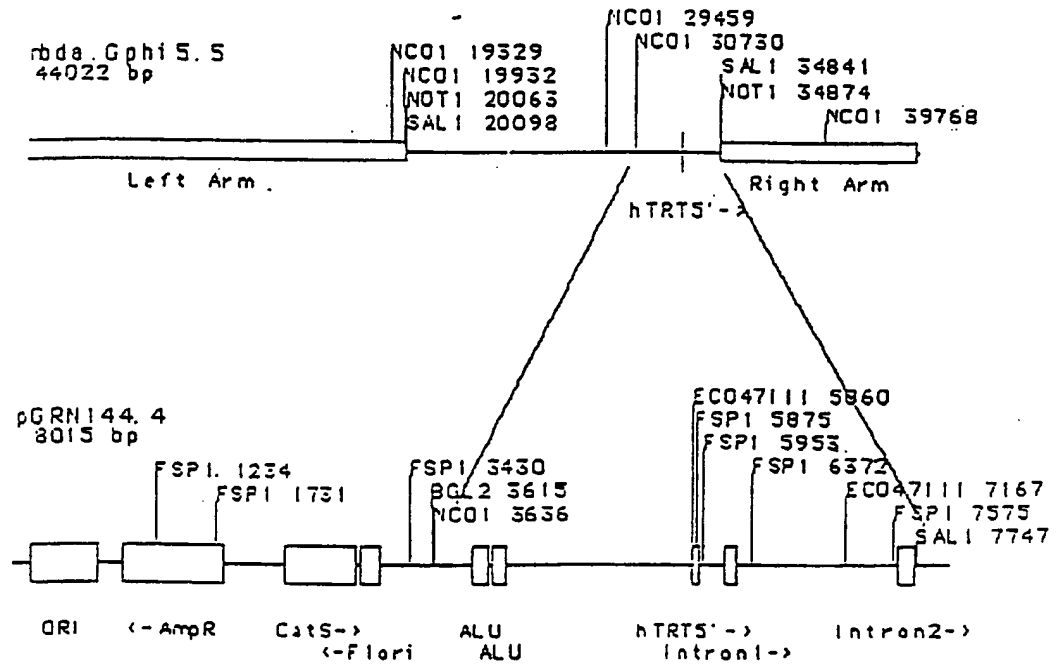 NCO1 29459
NCO1 30730
mbda.Gphi5.5
44022 bp
NCO1 19329
NCO1 19932
NOT1 20063
SAL1 20098
SAL1 34841
NOT1 34874
NCO1 39768
Left Arm.
Right Arm
hTRT5'->
pGRN144.4
8015 bp
FSP1. 1234
FSP1 1731
FSP1 3430
BGL2 3615
NCO1 3636
ECO47111 5860
FSP1 5875
FSP1 5953
FSP1 6372
ECO47111 7167
FSP1 7575
SAL1 7747
ORI
<-AmpR
CatS->
<-Flori
ALU
ALU
hTRT5'->
Intron1->
Intron2->